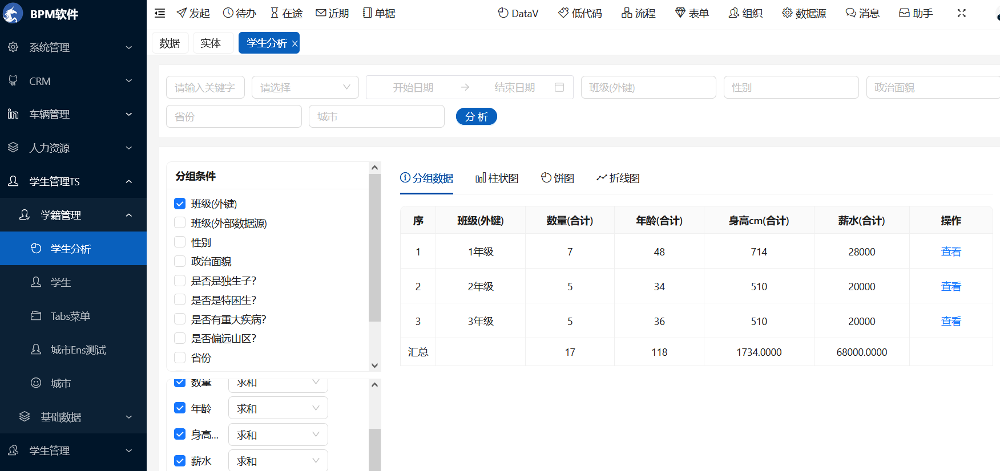 BPM软件
发起 待办 在途 近期 单据 DataV 低代码 流程 表单 组织 数据源 消息 助手
系统管理
CRM
车辆管理
人力资源
学生管理TS
学籍管理
学生分析
学生
Tabs菜单
城市Ens测试
城市
基础数据
学生管理
数据 实体 学生分析 ×
请输入关键字 请选择 开始日期 → 结束日期 班级(外键) 性别 政治面貌
省份 城市 分 析
分组条件
班级(外键)
班级(外部数据源)
性别
政治面貌
是否是独生子?
是否是特困生?
是否有重大疾病?
是否偏远山区?
省份
数量 求和
年龄 求和
身高... 求和
薪水 求和
分组数据 柱状图 饼图 折线图
序 班级(外键) 数量(合计) 年龄(合计) 身高cm(合计) 薪水(合计) 操作
1 1年级 7 48 714 28000 查看
2 2年级 5 34 510 20000 查看
3 3年级 5 36 510 20000 查看
汇总 17 118 1734.0000 68000.0000